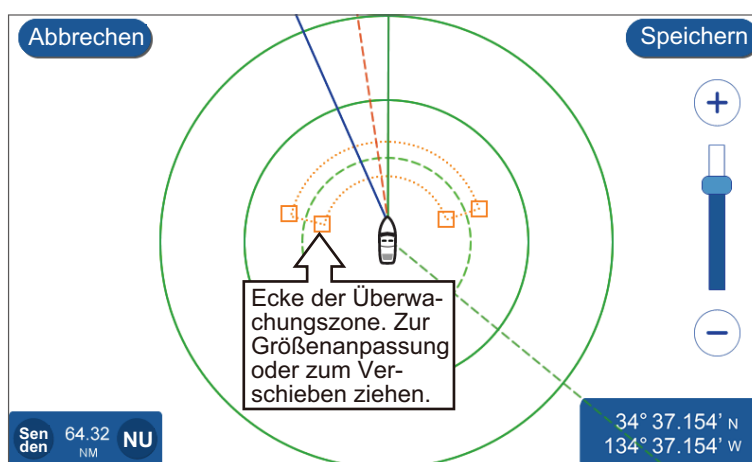 Abbrechen
Speichern
Ecke der Überwa-
chungszone. Zur
Größenanpassung
oder zum Ver-
schieben ziehen.
Sen
den
64.32
NM
NU
34° 37.154’ N
134° 37.154’ W